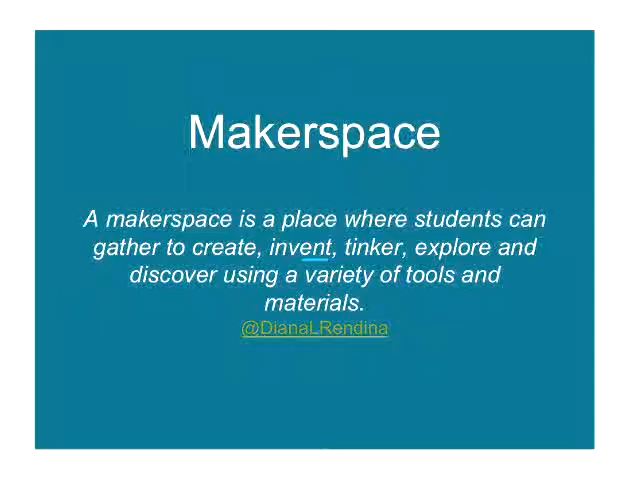 Makerspace
A makerspace is a place where students can
gather to create, invent, tinker, explore and
discover using a variety of tools and
materials.
@DianaLRendina